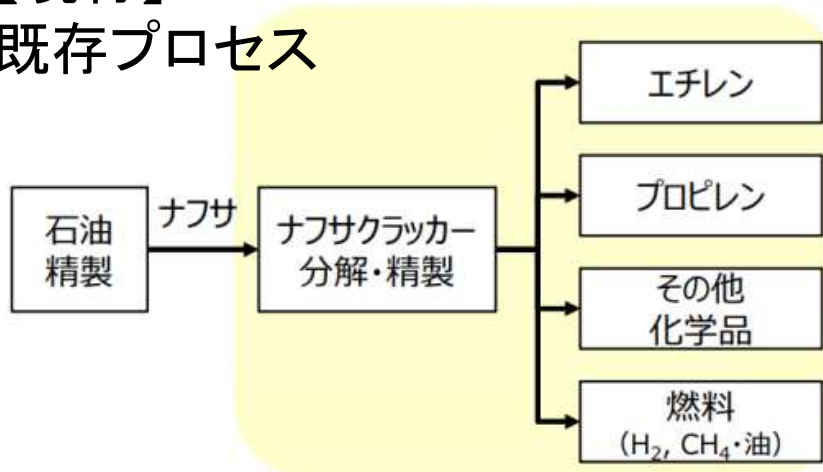 既存プロセス
石油
精製
ナフサ
ナフサクラッカー
分解・精製
エチレン
プロピレン
その他
化学品
燃料
(H₂, CH₄・油)